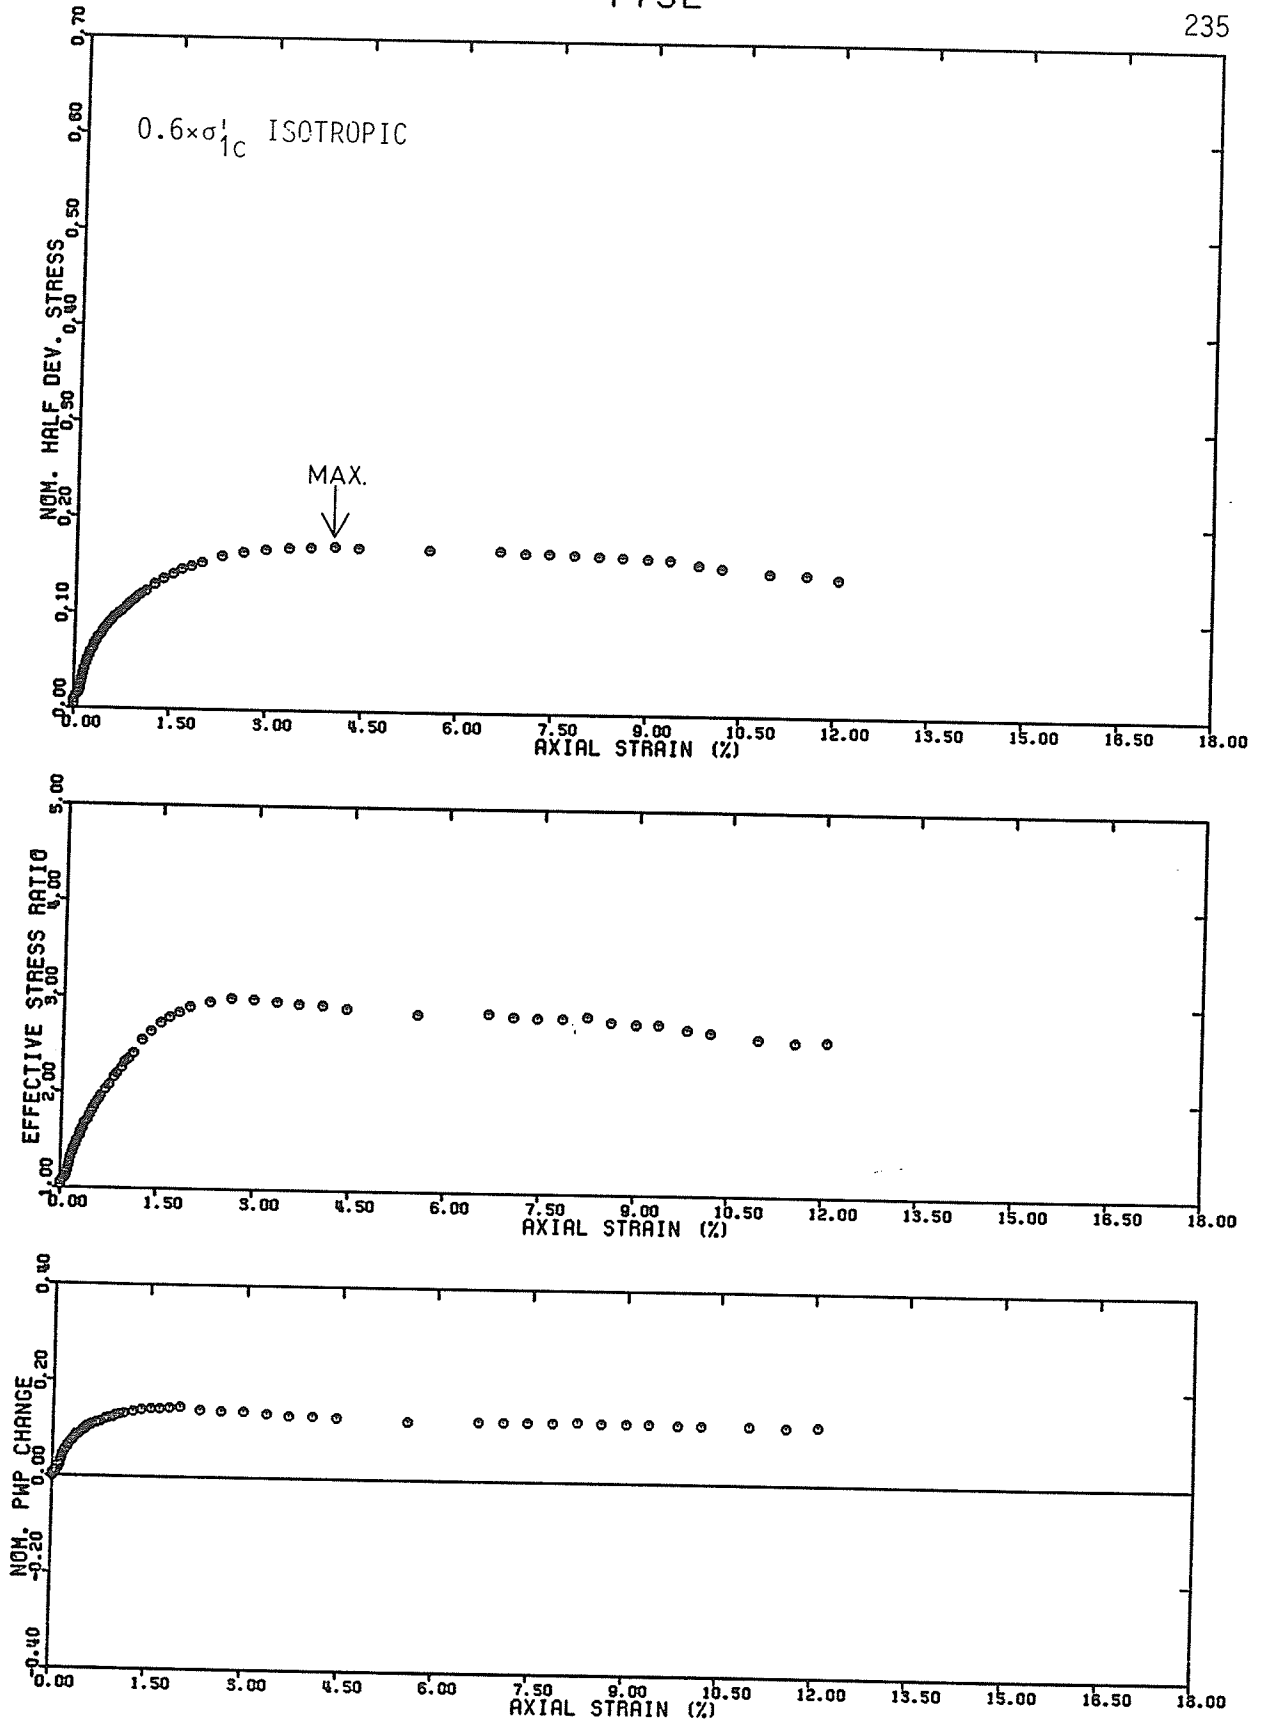 235
0.70
0.60
0.50
0.40
0.30
0.20
0.10
0.00
NOM. HALF DEV. STRESS
0.6×σ'1C ISOTROPIC
MAX.
0.00 1.50 3.00 4.50 6.00 7.50 9.00 10.50 12.00 13.50 15.00 16.50 18.00
AXIAL STRAIN (%)
5.00
4.00
3.00
2.00
1.00
EFFECTIVE STRESS RATIO
0.00 1.50 3.00 4.50 6.00 7.50 9.00 10.50 12.00 13.50 15.00 16.50 18.00
AXIAL STRAIN (%)
0.40
0.20
0.00
-0.20
-0.40
NOM. PWP CHANGE
0.00 1.50 3.00 4.50 6.00 7.50 9.00 10.50 12.00 13.50 15.00 16.50 18.00
AXIAL STRAIN (%)